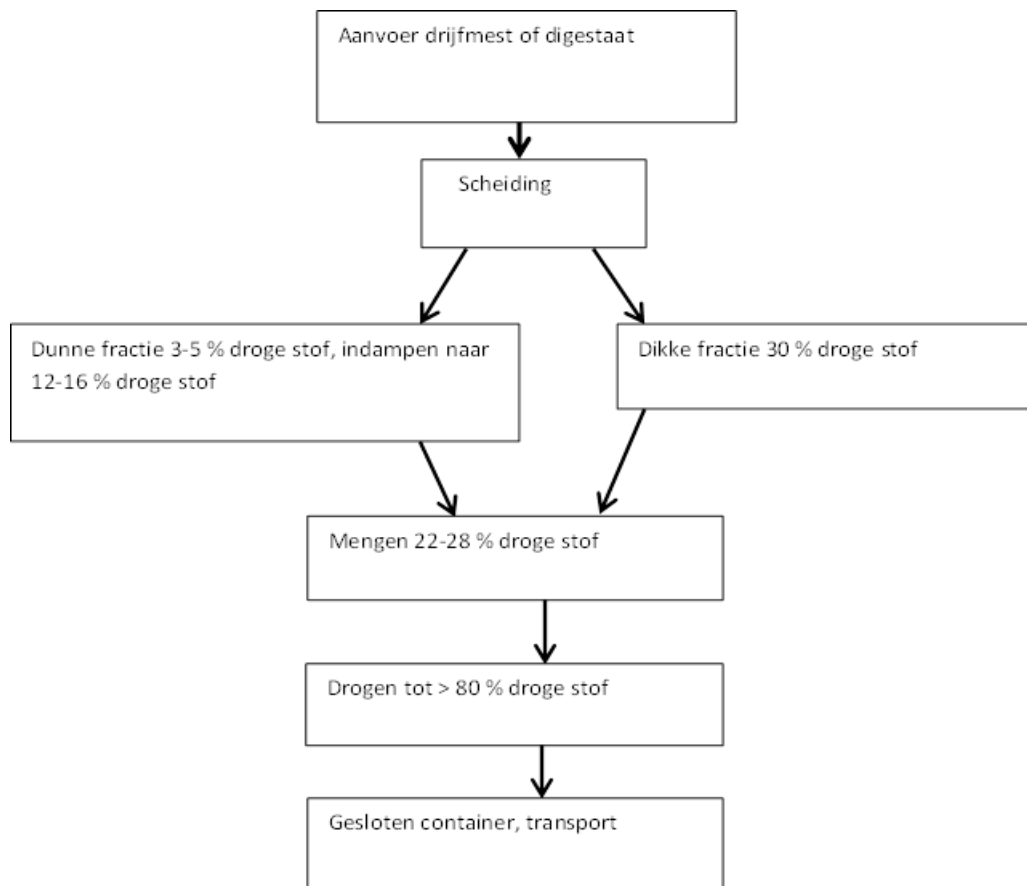 Aanvoer drijfmest of digestaat
Scheiding
Dunne fractie 3-5 % droge stof, indampen naar
12-16 % droge stof
Dikke fractie 30 % droge stof
Mengen 22-28 % droge stof
Drogen tot > 80 % droge stof
Gesloten container, transport